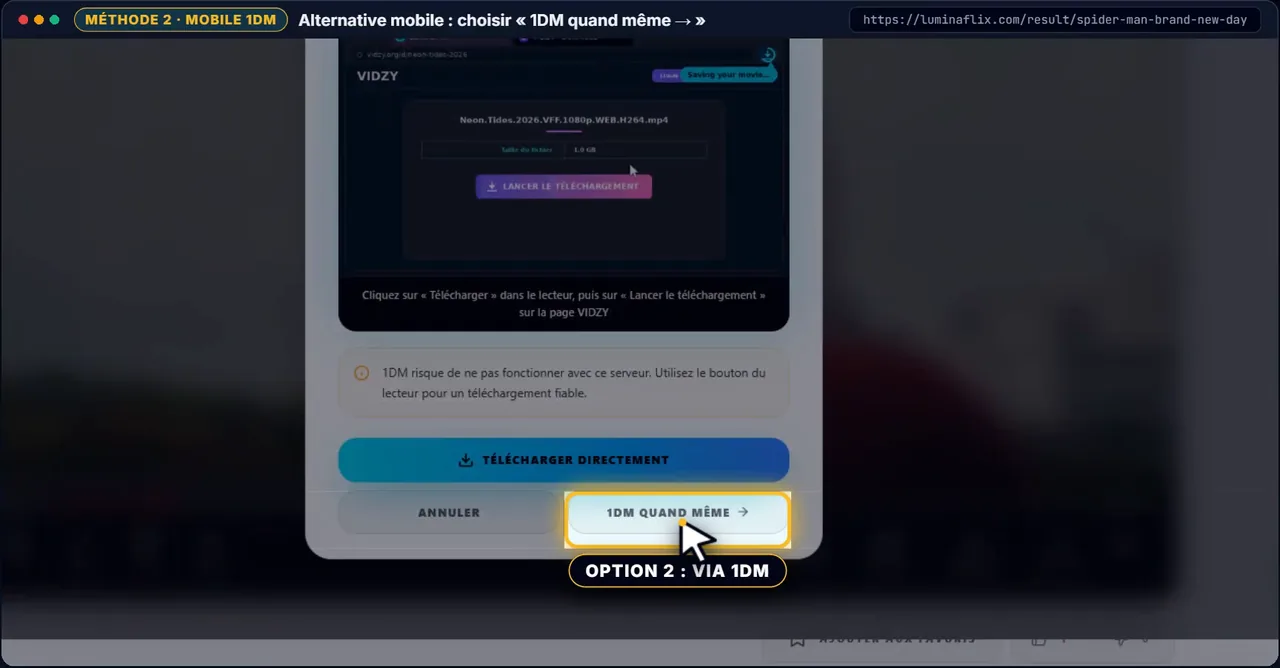 MÉTHODE 2 · MOBILE 1DM
Alternative mobile : choisir « 1DM quand même → »
https://luminaflix.com/result/spider-man-brand-new-day
VIDZY
Saving your movie...
Neon.Tides.2026.VFF.1080p.WEB.H264.mp4
Taille du fichier 1.0 GB
LANCER LE TÉLÉCHARGEMENT
Cliquez sur « Télécharger » dans le lecteur, puis sur « Lancer le téléchargement »
sur la page VIDZY
1DM risque de ne pas fonctionner avec ce serveur. Utilisez le bouton du
lecteur pour un téléchargement fiable.
TÉLÉCHARGER DIRECTEMENT
ANNULER
1DM QUAND MÊME →
OPTION 2 : VIA 1DM
AJOUTER AUX FAVORIS